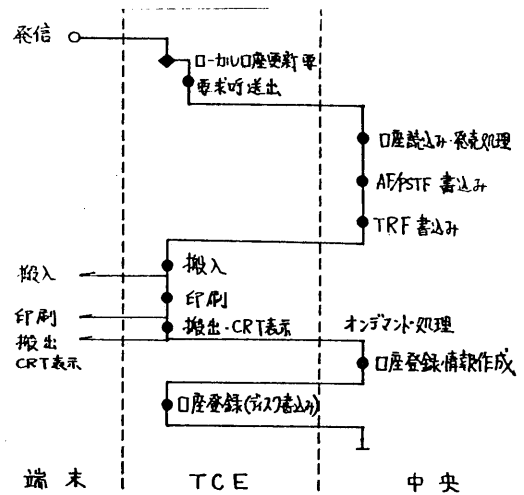 発信
ローカル口座更新要
要求呼送出
口座読込み・発売処理
AF/PSTF 書込み
TRF 書込み
搬入
搬入
印刷
印刷
搬出・CRT表示
オンデマンド処理
搬出
CRT表示
口座登録情報作成
口座登録(ディスク書込み)
端末
TCE
中央